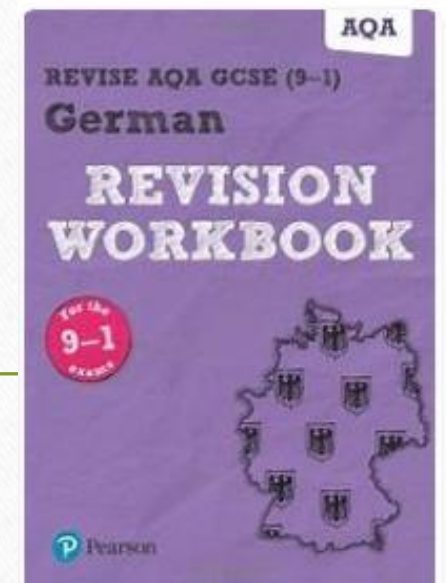 AQA
REVISE AQA GCSE (9–1)
German
REVISION
WORKBOOK
For the
9–1
exams
Pearson